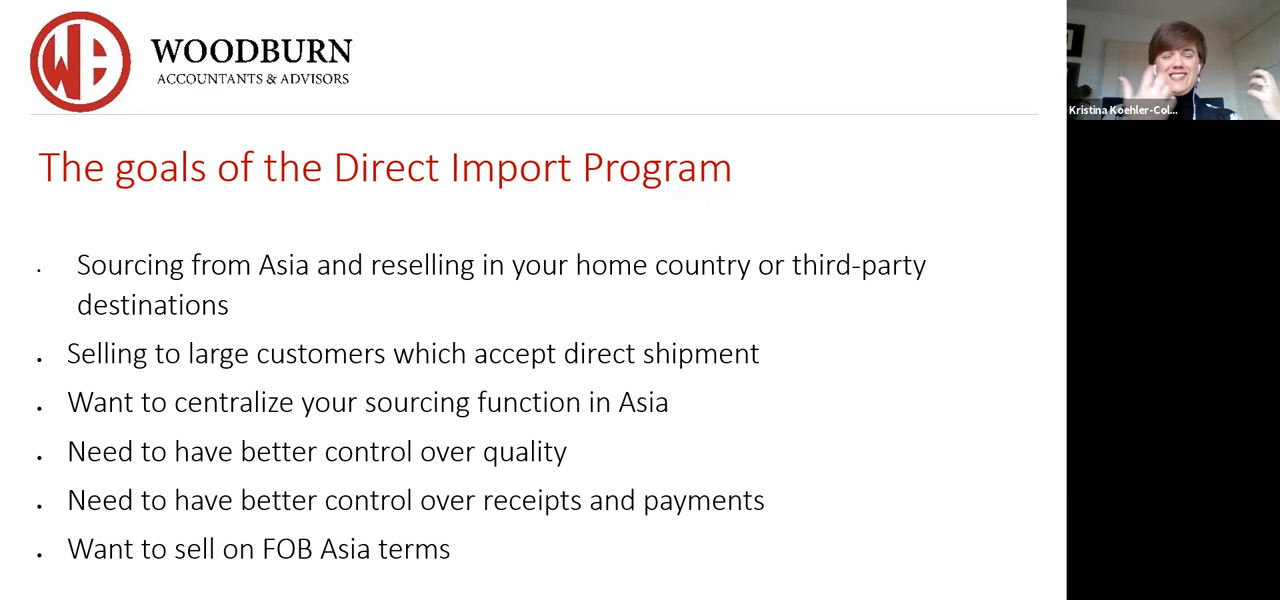 WOODBURN
ACCOUNTANTS & ADVISORS
Kristina Koehler-Col...
The goals of the Direct Import Program
. Sourcing from Asia and reselling in your home country or third-party
destinations
. Selling to large customers which accept direct shipment
. Want to centralize your sourcing function in Asia
. Need to have better control over quality
. Need to have better control over receipts and payments
. Want to sell on FOB Asia terms